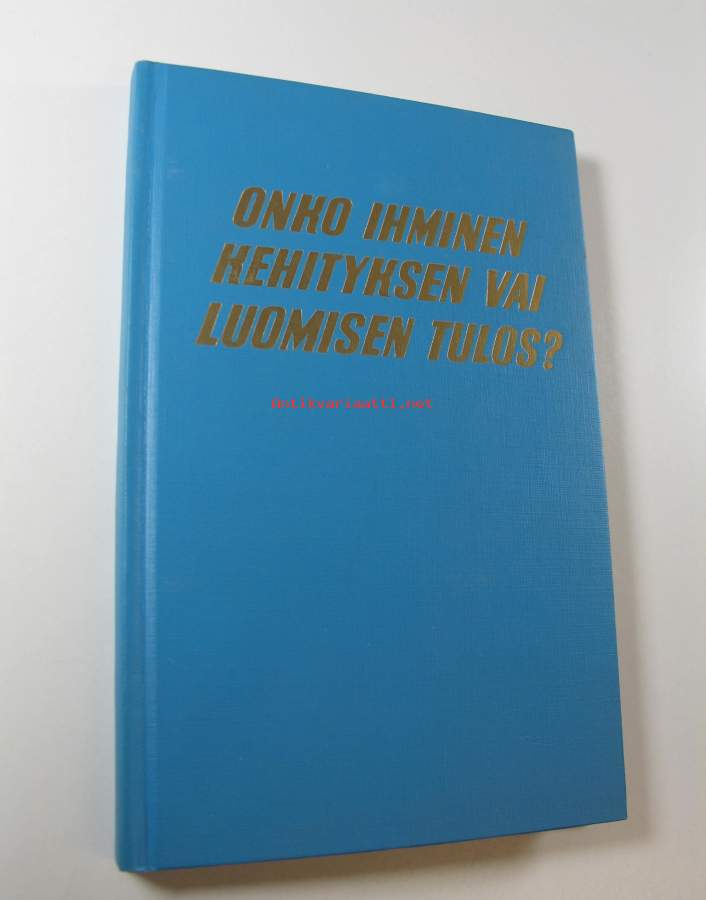 ONKO IHMINEN
KEHITYKSEN VAI
LUOMISEN TULOS?
Antikvariaatti.net